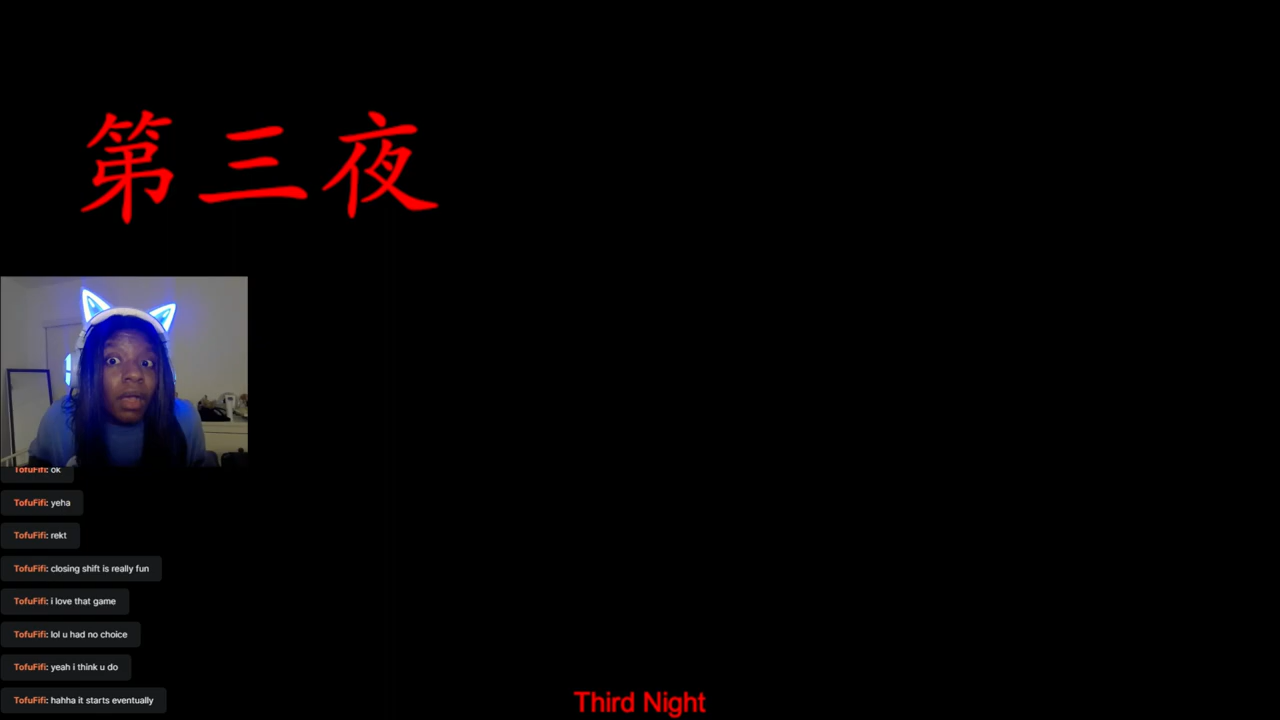 第三夜
TofuFifi: ok
TofuFifi: yeha
TofuFifi: rekt
TofuFifi: closing shift is really fun
TofuFifi: i love that game
TofuFifi: lol u had no choice
TofuFifi: yeah i think u do
TofuFifi: hahha it starts eventually
Third Night